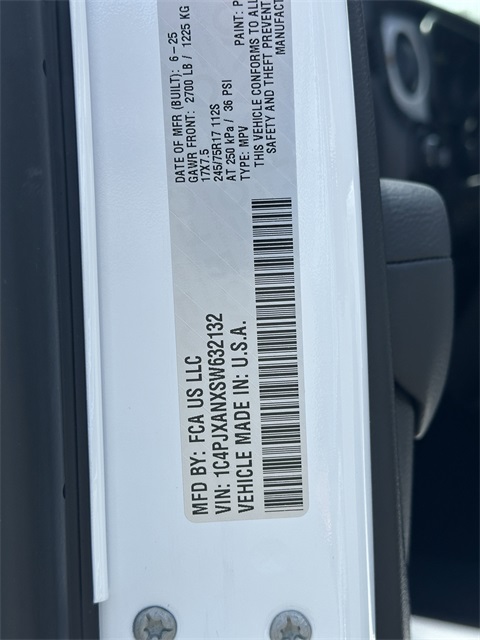 MFD BY: FCA US LLC
VIN: 1C4PJXANXSW632132
VEHICLE MADE IN: U.S.A.
DATE OF MFR (BUILT): 6-25
GAWR FRONT: 2700 LB / 1225 KG
17X7.5
245/75R17 112S
AT 250 kPa / 36 PSI
TYPE: MPV PAINT: P
THIS VEHICLE CONFORMS TO ALL
SAFETY AND THEFT PREVENT
MANUFACT